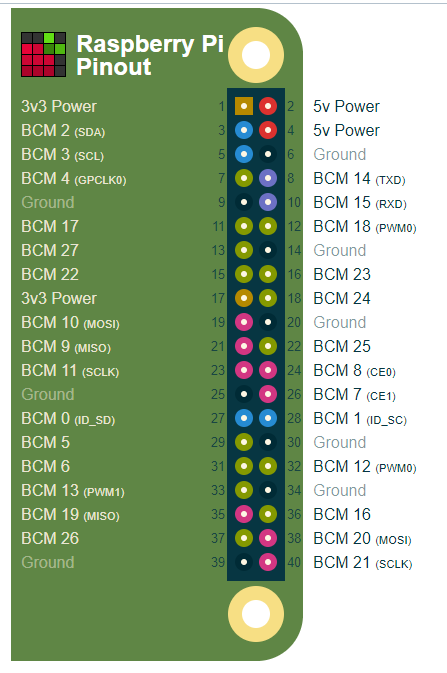 Raspberry Pi
Pinout
3v3 Power 1 2 5v Power
BCM 2 (SDA) 3 4 5v Power
BCM 3 (SCL) 5 6 Ground
BCM 4 (GPCLK0) 7 8 BCM 14 (TXD)
Ground 9 10 BCM 15 (RXD)
BCM 17 11 12 BCM 18 (PWM0)
BCM 27 13 14 Ground
BCM 22 15 16 BCM 23
3v3 Power 17 18 BCM 24
BCM 10 (MOSI) 19 20 Ground
BCM 9 (MISO) 21 22 BCM 25
BCM 11 (SCLK) 23 24 BCM 8 (CE0)
Ground 25 26 BCM 7 (CE1)
BCM 0 (ID_SD) 27 28 BCM 1 (ID_SC)
BCM 5 29 30 Ground
BCM 6 31 32 BCM 12 (PWM0)
BCM 13 (PWM1) 33 34 Ground
BCM 19 (MISO) 35 36 BCM 16
BCM 26 37 38 BCM 20 (MOSI)
Ground 39 40 BCM 21 (SCLK)